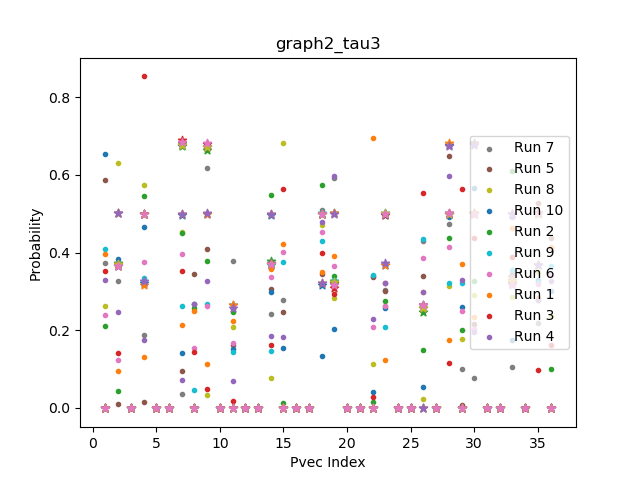 graph2_tau3
Probability
0.8
0.6
0.4
0.2
0.0
0 5 10 15 20 25 30 35
Pvec Index
Run 7
Run 5
Run 8
Run 10
Run 2
Run 9
Run 6
Run 1
Run 3
Run 4